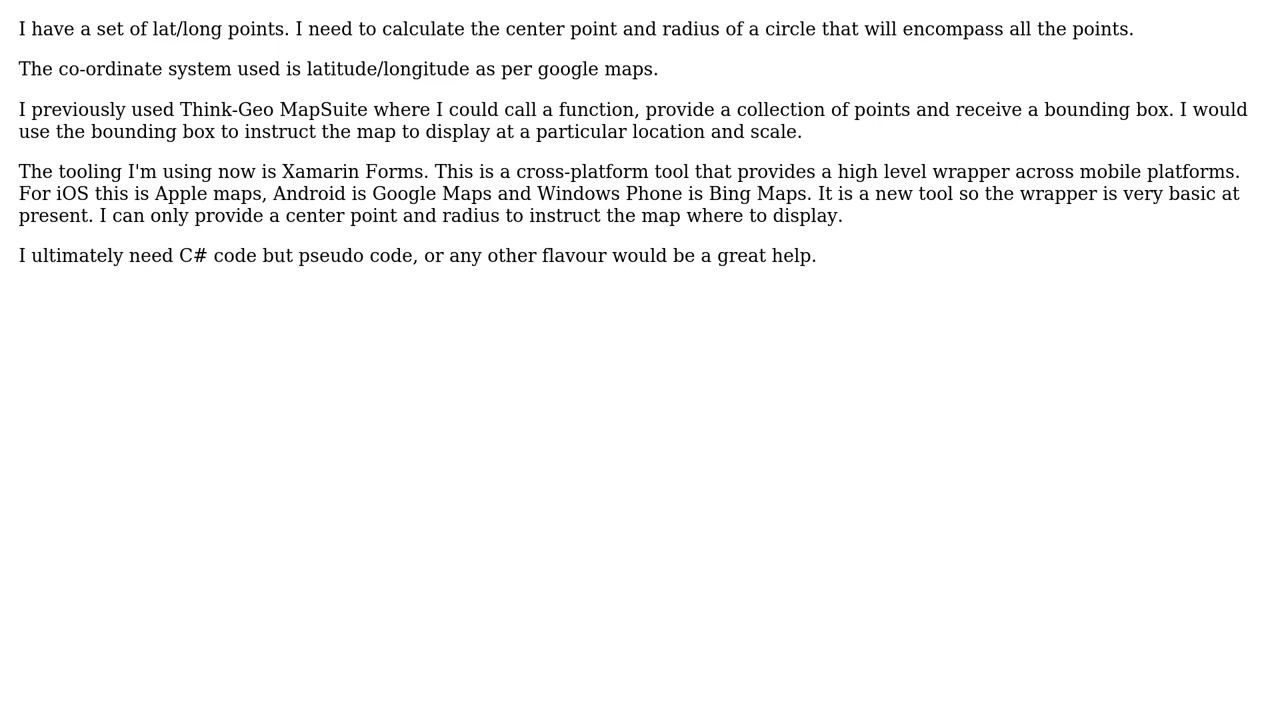 I have a set of lat/long points. I need to calculate the center point and radius of a circle that will encompass all the points.
The co-ordinate system used is latitude/longitude as per google maps.
I previously used Think-Geo MapSuite where I could call a function, provide a collection of points and receive a bounding box. I would
use the bounding box to instruct the map to display at a particular location and scale.
The tooling I'm using now is Xamarin Forms. This is a cross-platform tool that provides a high level wrapper across mobile platforms.
For iOS this is Apple maps, Android is Google Maps and Windows Phone is Bing Maps. It is a new tool so the wrapper is very basic at
present. I can only provide a center point and radius to instruct the map where to display.
I ultimately need C# code but pseudo code, or any other flavour would be a great help.